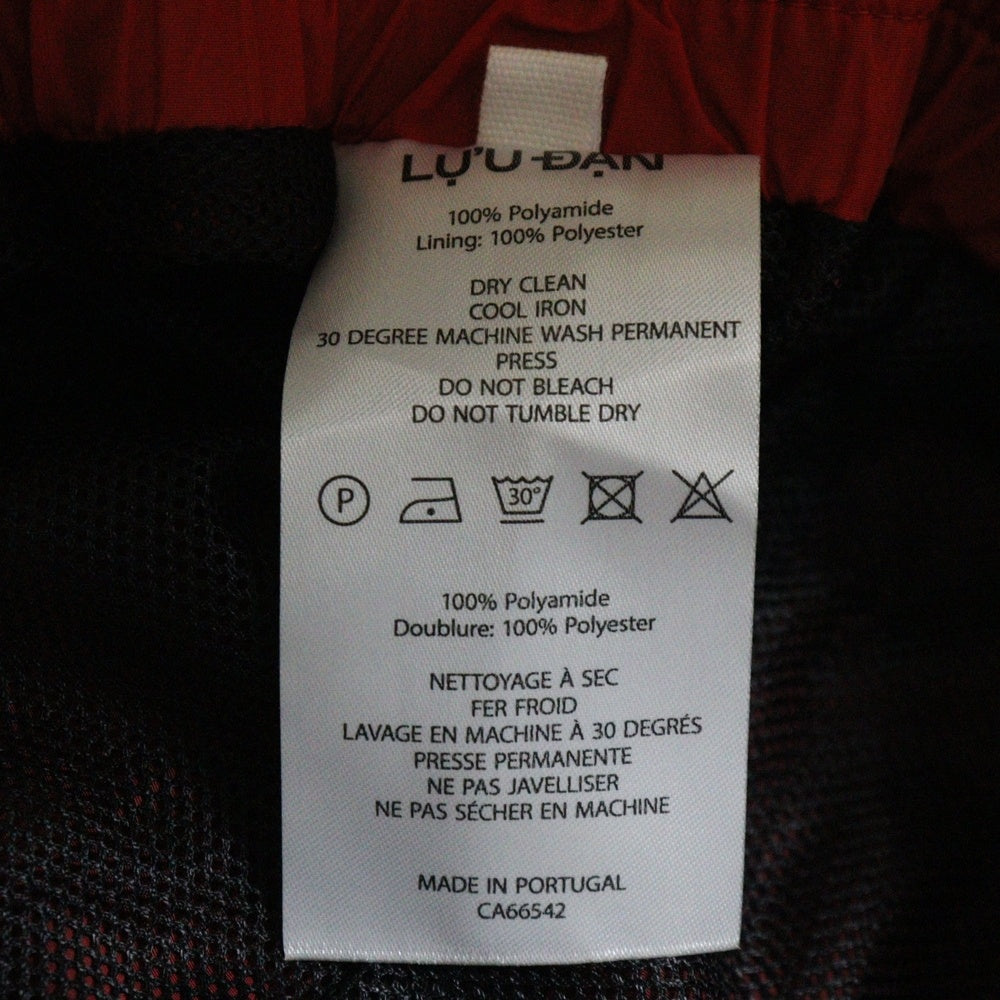 LỰU ĐẠN
100% Polyamide
Lining: 100% Polyester
DRY CLEAN
COOL IRON
30 DEGREE MACHINE WASH PERMANENT
PRESS
DO NOT BLEACH
DO NOT TUMBLE DRY
P
30°
100% Polyamide
Doublure: 100% Polyester
NETTOYAGE À SEC
FER FROID
LAVAGE EN MACHINE À 30 DEGRÉS
PRESSE PERMANENTE
NE PAS JAVELLISER
NE PAS SÉCHER EN MACHINE
MADE IN PORTUGAL
CA66542